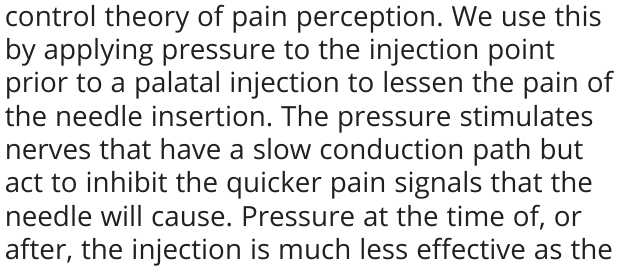 control theory of pain perception. We use this
by applying pressure to the injection point
prior to a palatal injection to lessen the pain of
the needle insertion. The pressure stimulates
nerves that have a slow conduction path but
act to inhibit the quicker pain signals that the
needle will cause. Pressure at the time of, or
after, the injection is much less effective as the